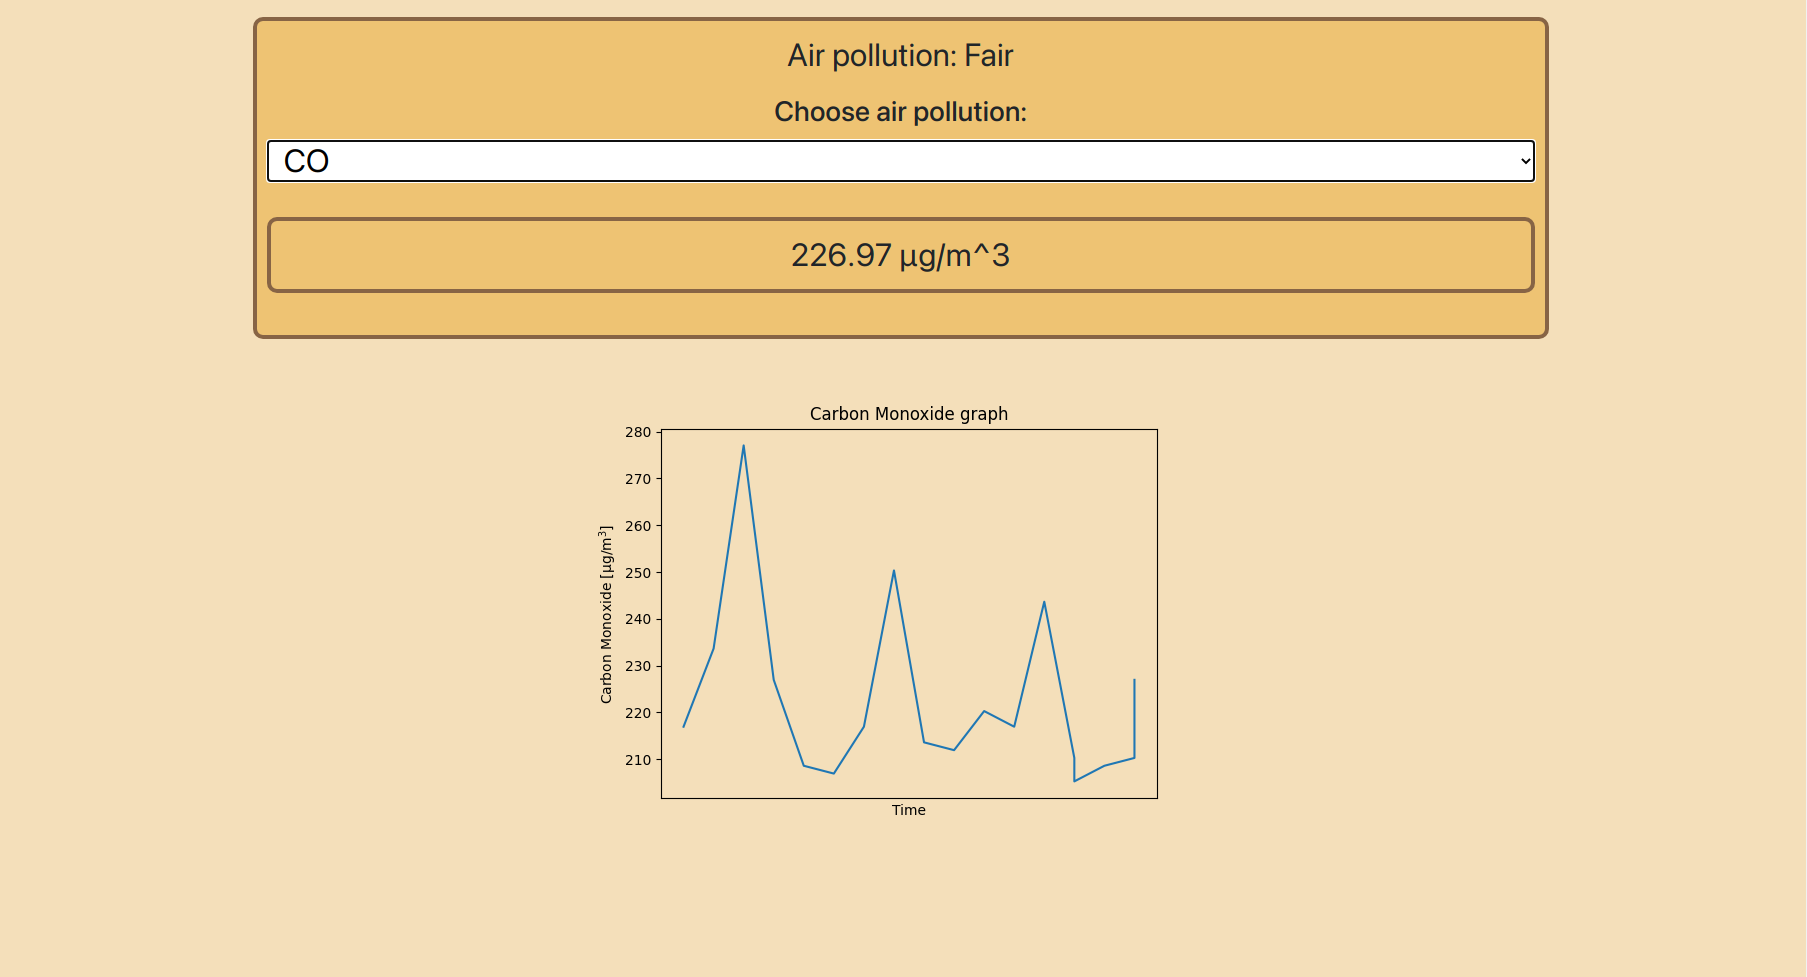 Air pollution: Fair
Choose air pollution:
CO
226.97 µg/m^3
Carbon Monoxide graph
280
270
260
250
240
230
220
210
Carbon Monoxide [µg/m³]
Time